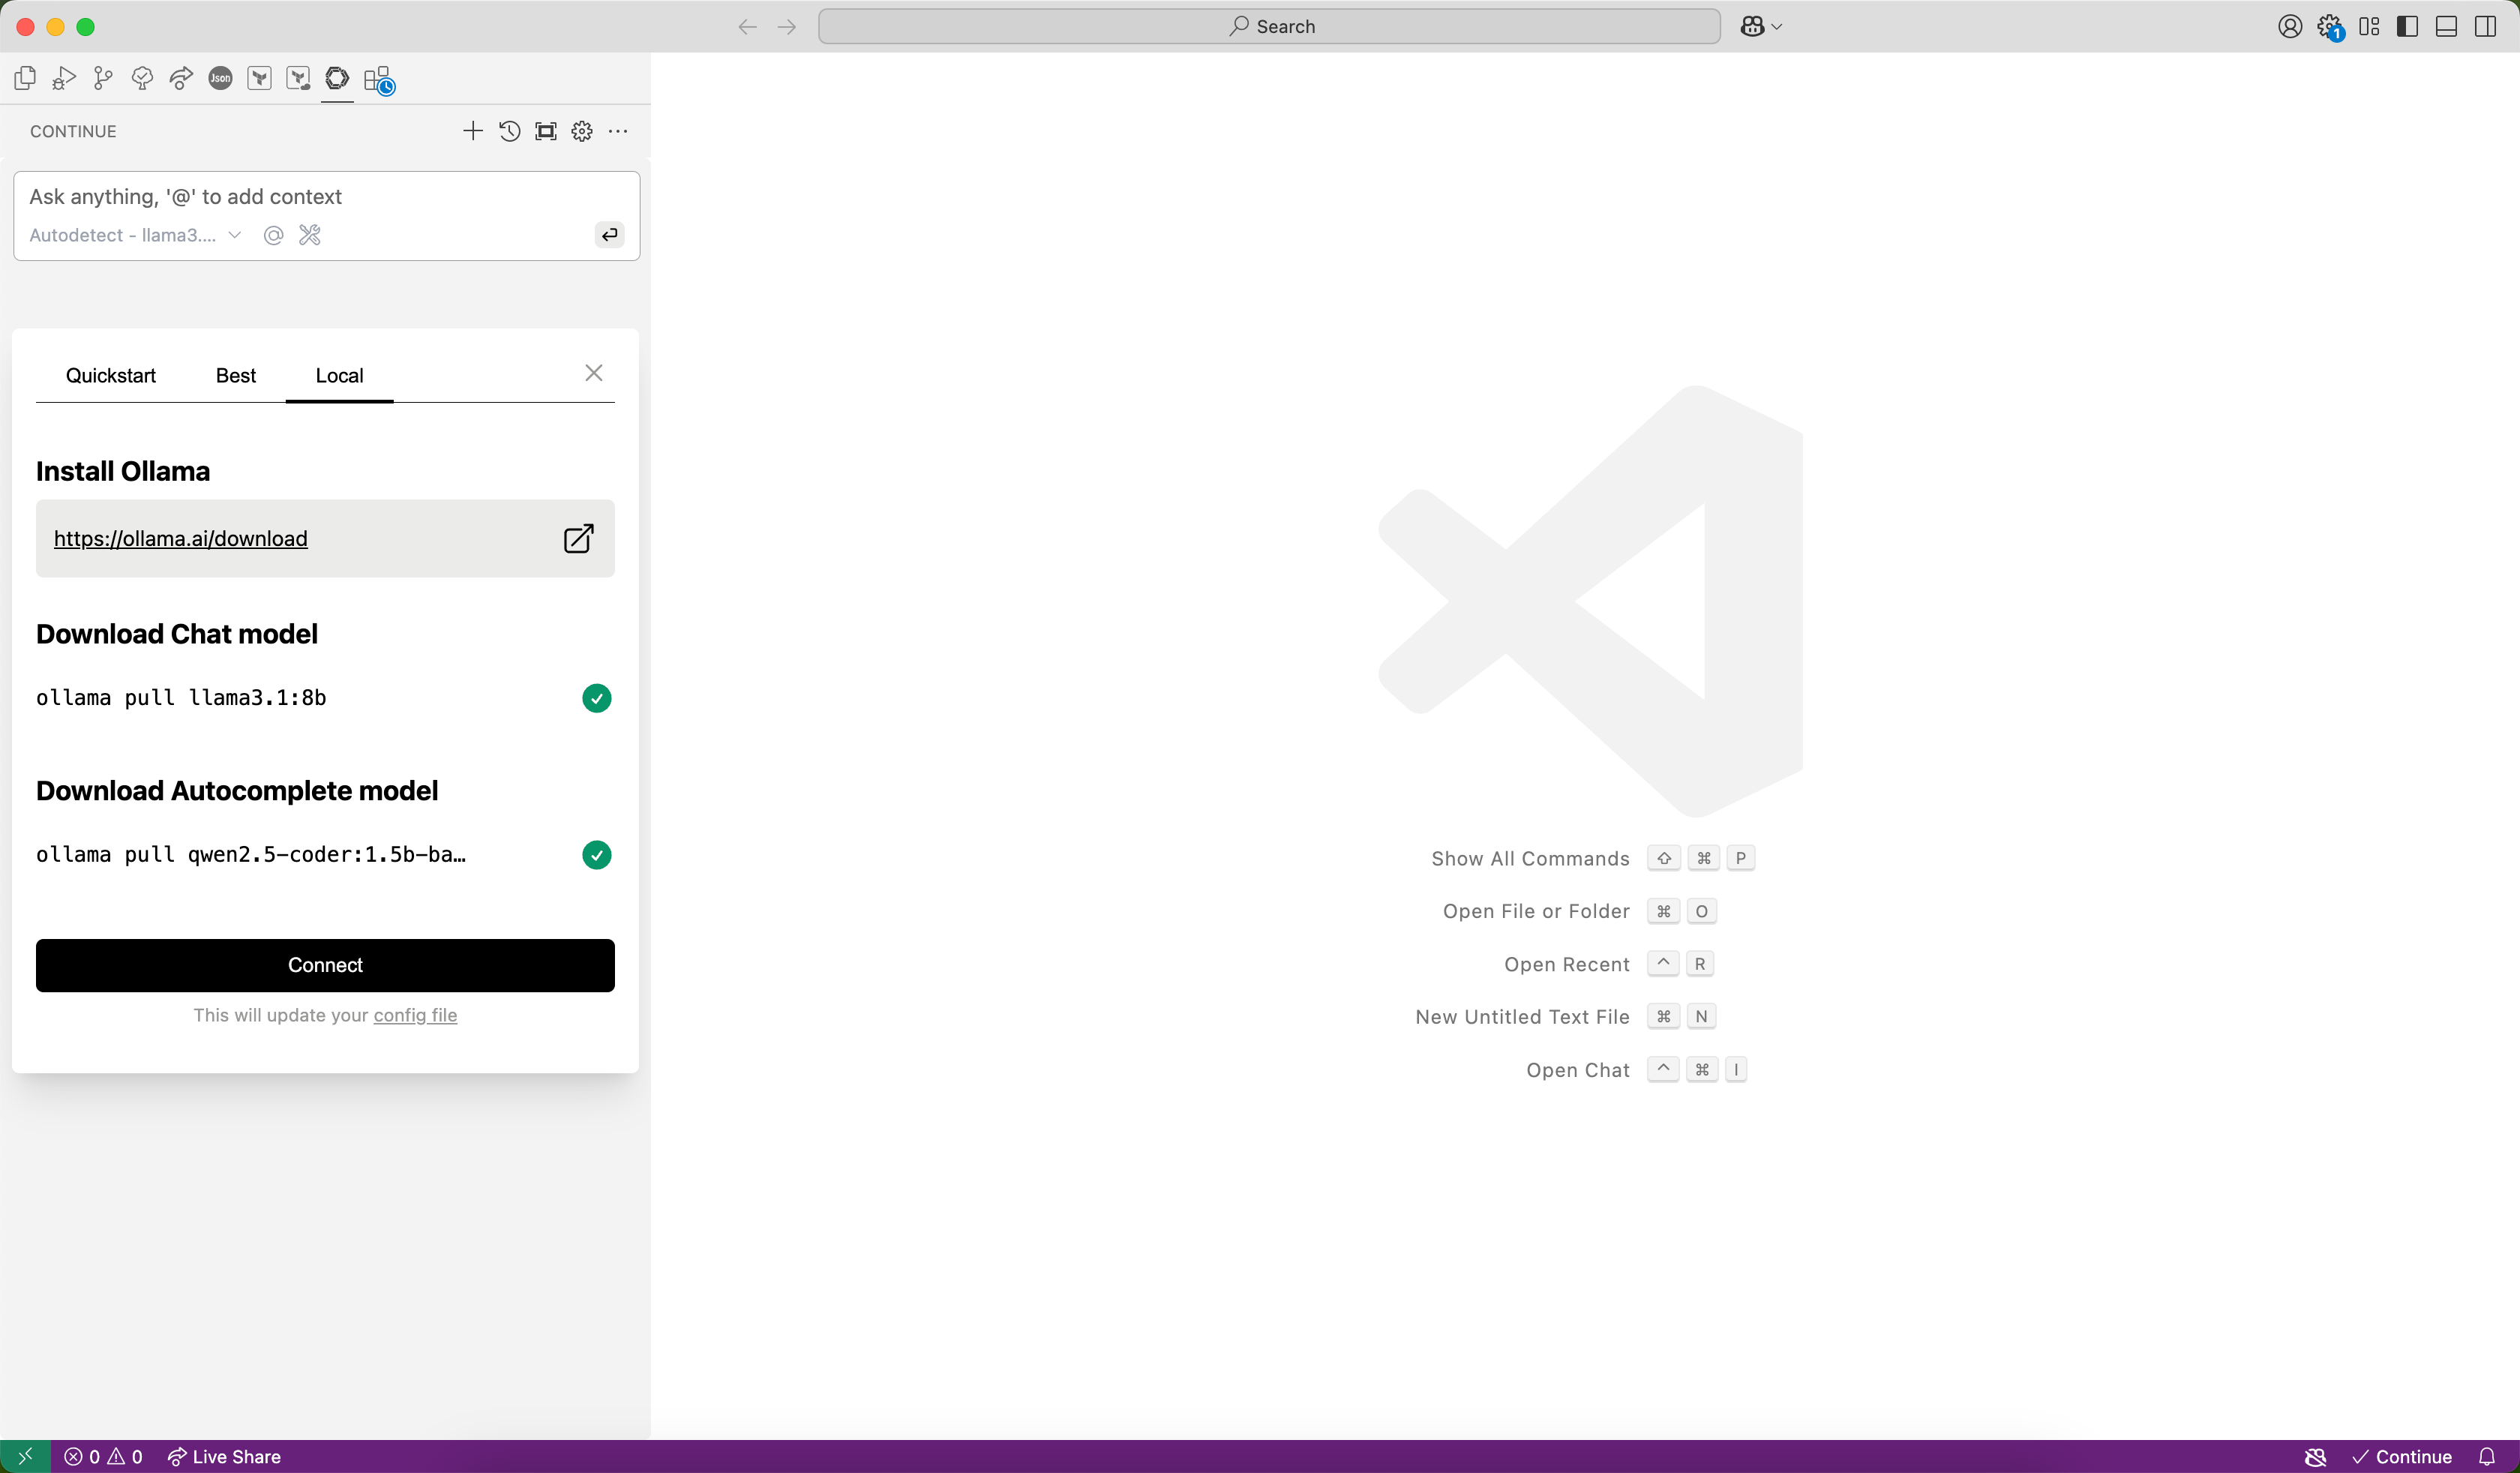 Search
1
Json
CONTINUE
Ask anything, '@' to add context
Autodetect - llama3....
Quickstart Best Local
Install Ollama
https://ollama.ai/download
Download Chat model
ollama pull llama3.1:8b
Download Autocomplete model
ollama pull qwen2.5-coder:1.5b-ba…
Connect
This will update your config file
Show All Commands ⇧ ⌘ P
Open File or Folder ⌘ O
Open Recent ^ R
New Untitled Text File ⌘ N
Open Chat ^ ⌘ I
0 0 Live Share
Continue